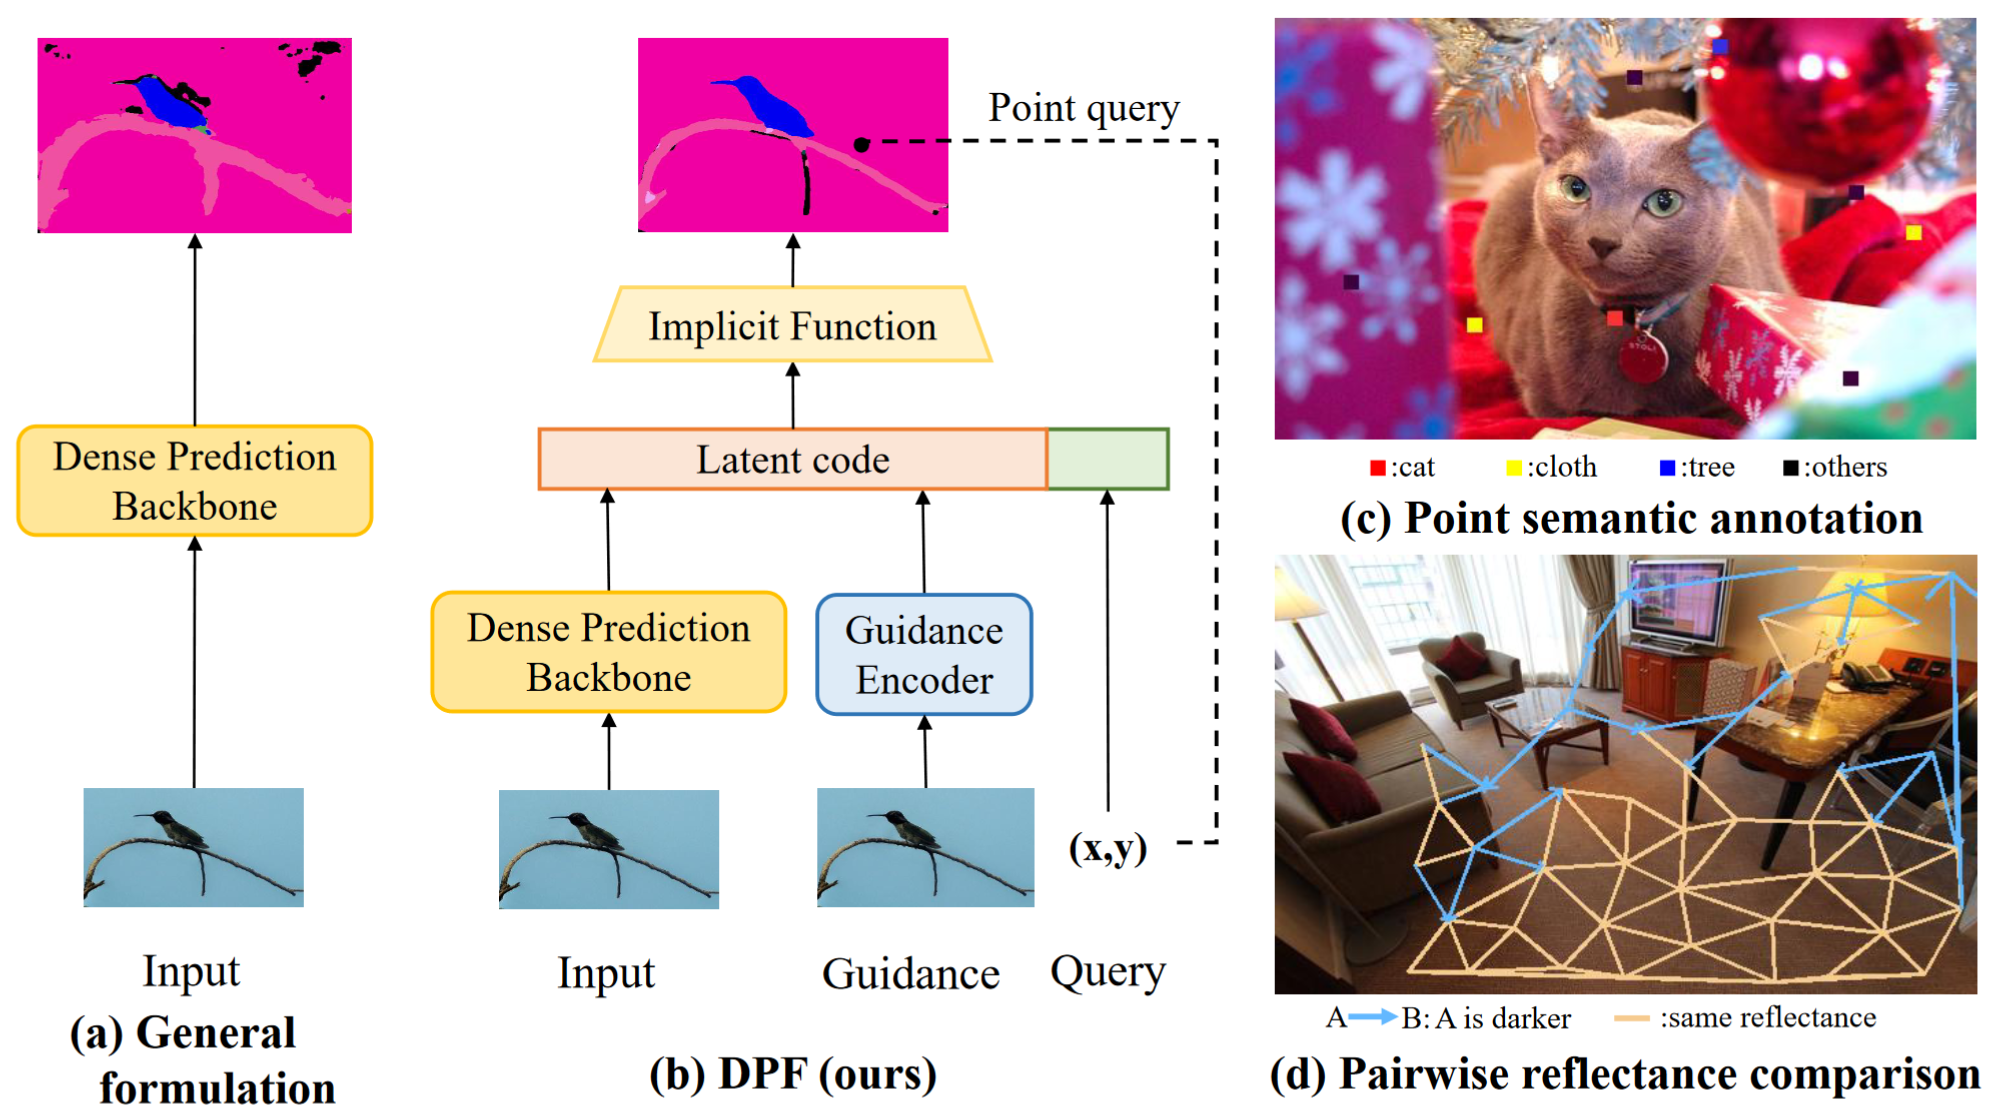 Dense Prediction
Backbone
Input
(a) General
formulation
Point query
Implicit Function
Latent code
Dense Prediction
Backbone
Guidance
Encoder
(x,y)
Input
Guidance
Query
(b) DPF (ours)
STOLI
:cat
:cloth
:tree
:others
(c) Point semantic annotation
A B: A is darker
:same reflectance
(d) Pairwise reflectance comparison